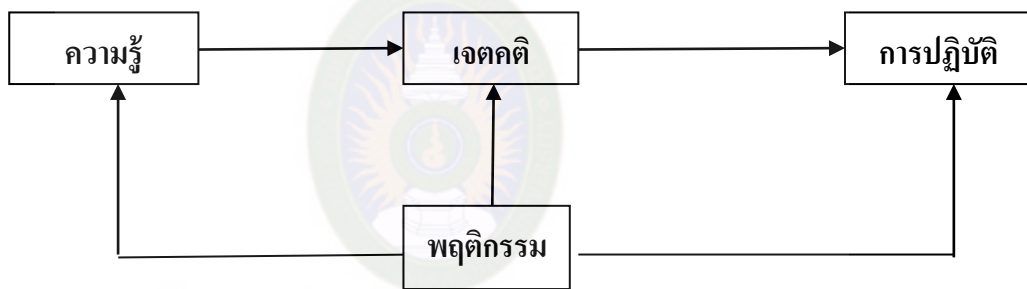 ความรู้
เจตคติ
การปฏิบัติ
พฤติกรรม